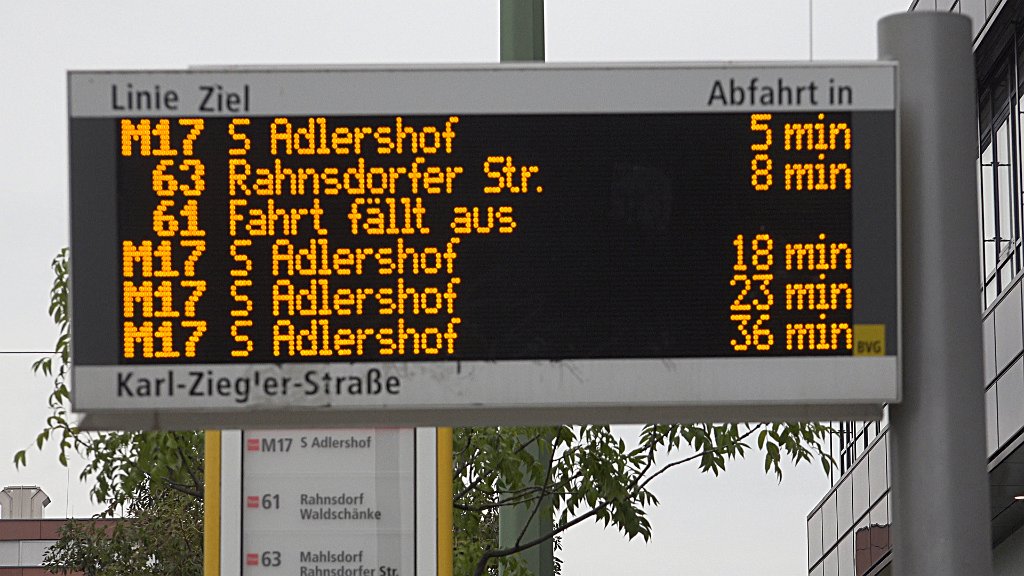 Linie Ziel Abfahrt in
M17 S Adlershof 5 min
63 Rahnsdorfer Str. 8 min
61 Fahrt fällt aus
M17 S Adlershof 18 min
M17 S Adlershof 23 min
M17 S Adlershof 36 min
BVG
Karl-Ziegler-Straße
M17 S Adlershof
61 Rahnsdorf
Waldschänke
63 Mahlsdorf
Rahnsdorfer Str.